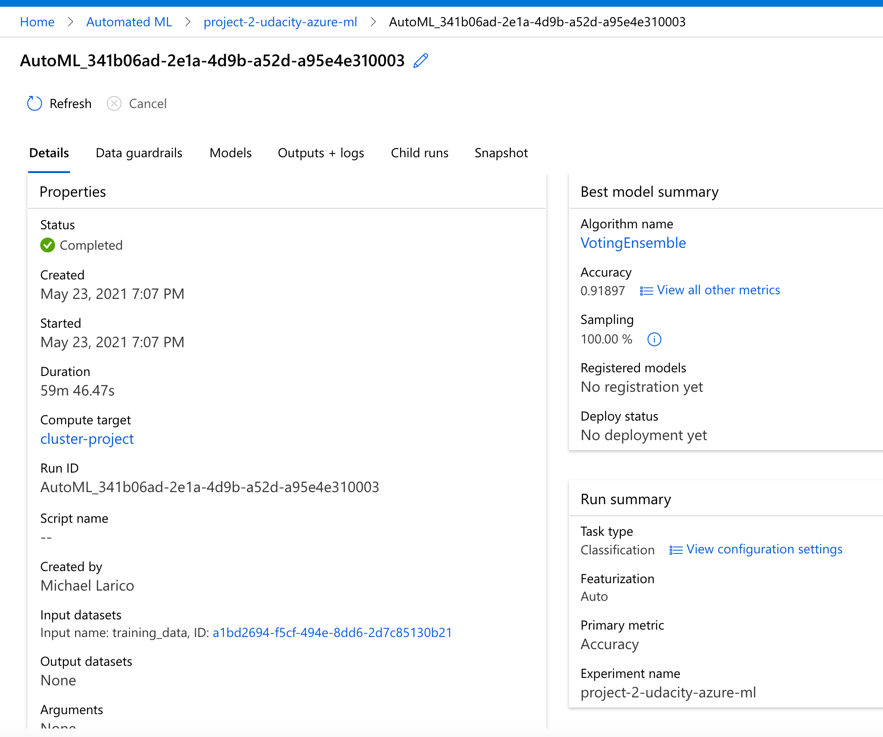 Home > Automated ML > project-2-udacity-azure-ml > AutoML_341b06ad-2e1a-4d9b-a52d-a95e4e310003
AutoML_341b06ad-2e1a-4d9b-a52d-a95e4e310003
Refresh Cancel
Details Data guardrails Models Outputs + logs Child runs Snapshot
Properties
Status
Completed
Created
May 23, 2021 7:07 PM
Started
May 23, 2021 7:07 PM
Duration
59m 46.47s
Compute target
cluster-project
Run ID
AutoML_341b06ad-2e1a-4d9b-a52d-a95e4e310003
Script name
--
Created by
Michael Larico
Input datasets
Input name: training_data, ID: a1bd2694-f5cf-494e-8dd6-2d7c85130b21
Output datasets
None
Arguments
None
Best model summary
Algorithm name
VotingEnsemble
Accuracy
0.91897 View all other metrics
Sampling
100.00 %
Registered models
No registration yet
Deploy status
No deployment yet
Run summary
Task type
Classification View configuration settings
Featurization
Auto
Primary metric
Accuracy
Experiment name
project-2-udacity-azure-ml